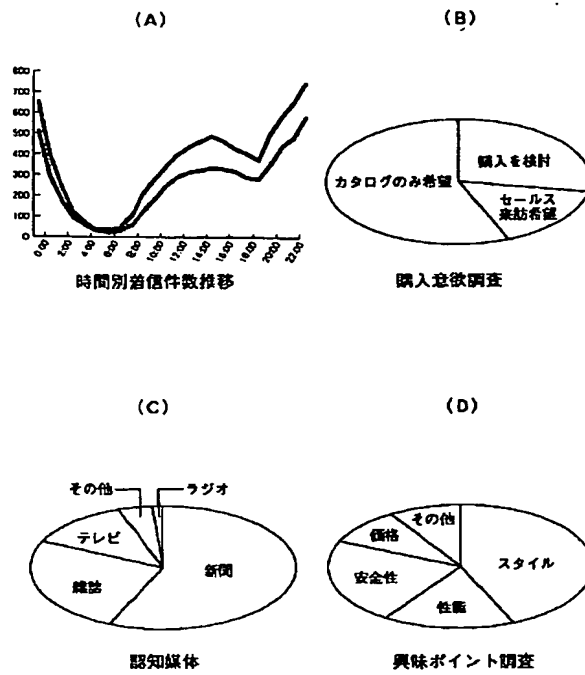 (A)
800
700
600
500
400
300
200
100
0
0:00
2:00
4:00
6:00
8:00
10:00
12:00
14:00
16:00
18:00
20:00
22:00
時間別着信件数推移
(B)
購入を検討
カタログのみ希望
セールス
来訪希望
購入意欲調査
(C)
その他
ラジオ
テレビ
新聞
雑誌
認知媒体
(D)
その他
価格
スタイル
安全性
性能
興味ポイント調査